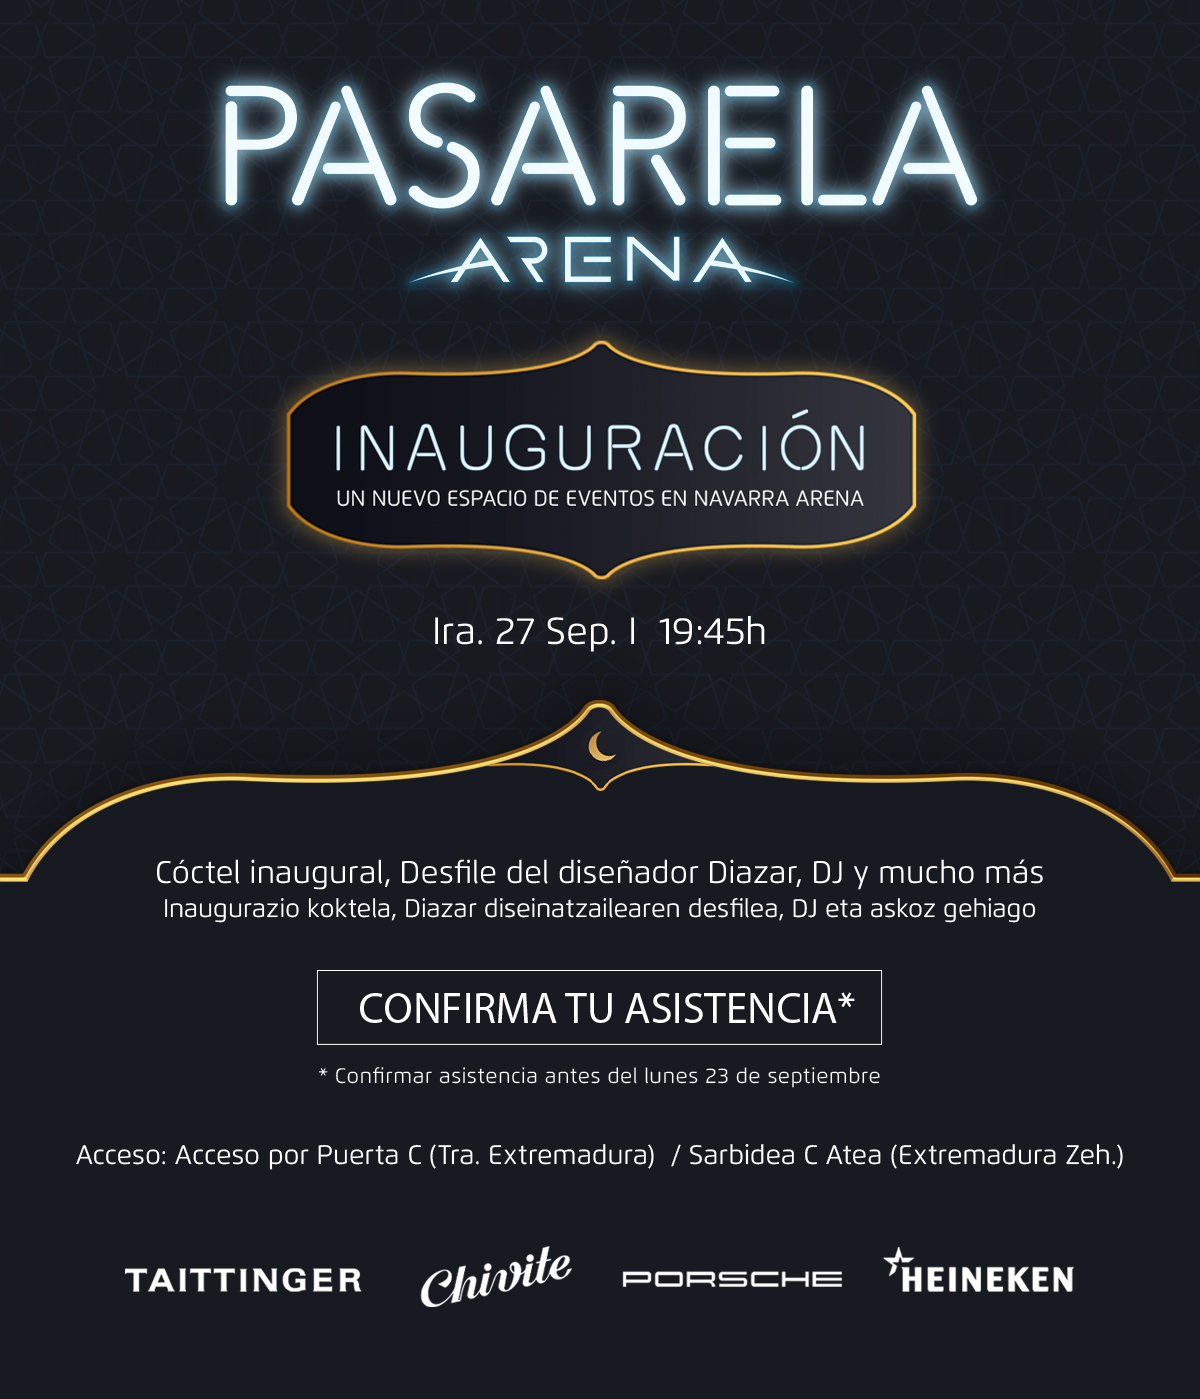 PASARELA
ARENA
INAUGURACIÓN
UN NUEVO ESPACIO DE EVENTOS EN NAVARRA ARENA
Ira. 27 Sep. I 19:45h
Cóctel inaugural, Desfile del diseñador Diazar, DJ y mucho más
Inaugurazio koktela, Diazar diseinatzailearen desfilea, DJ eta askoz gehiago
CONFIRMA TU ASISTENCIA*
* Confirmar asistencia antes del lunes 23 de septiembre
Acceso: Acceso por Puerta C (Tra. Extremadura) / Sarbidea C Atea (Extremadura Zeh.)
TAITTINGER Chivite PORSCHE HEINEKEN